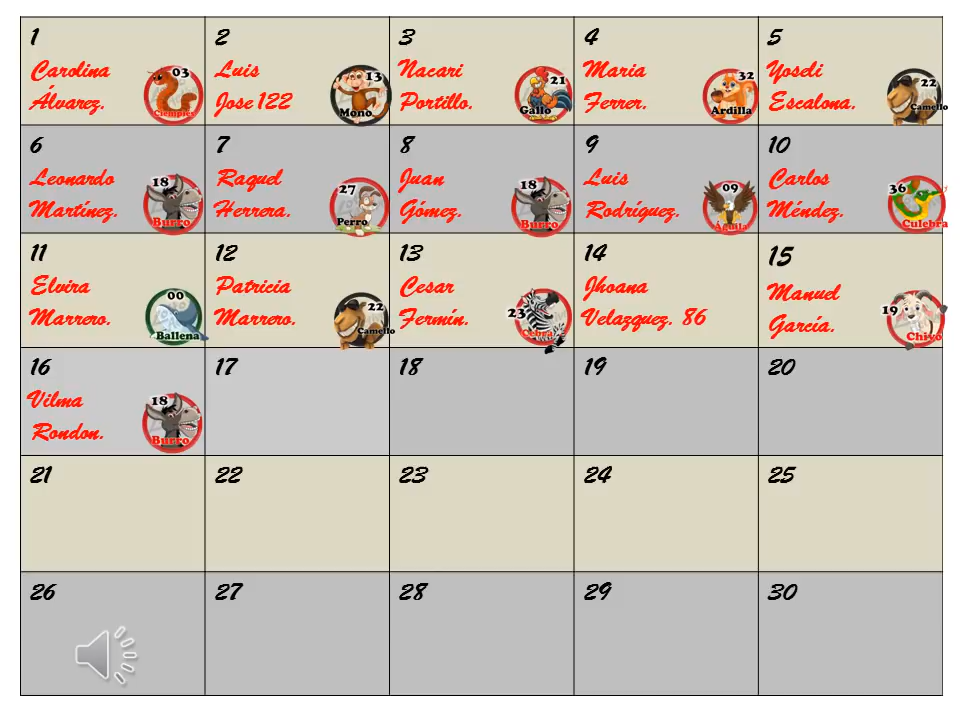 1
Carolina
Álvarez.
03
Ciempiés
2
Luis
Jose 122
13
Mono
3
Nacari
Portillo.
21
Gallo
4
Maria
Ferrer.
32
Ardilla
5
Yoseli
Escalona.
22
Camello
6
Leonardo
Martínez.
18
Burro
7
Raquel
Herrera.
27
Perro
8
Juan
Gómez.
18
Burro
9
Luis
Rodríguez.
09
Águila
10
Carlos
Méndez.
36
Culebra
11
Elvira
Marrero.
00
Ballena
12
Patricia
Marrero.
22
Camello
13
Cesar
Fermín.
23
Cebra
14
Jhoana
Velazquez. 86
15
Manuel
García.
19
Chivo
16
Vilma
Rondon.
18
Burro
17
18
19
20
21
22
23
24
25
26
27
28
29
30